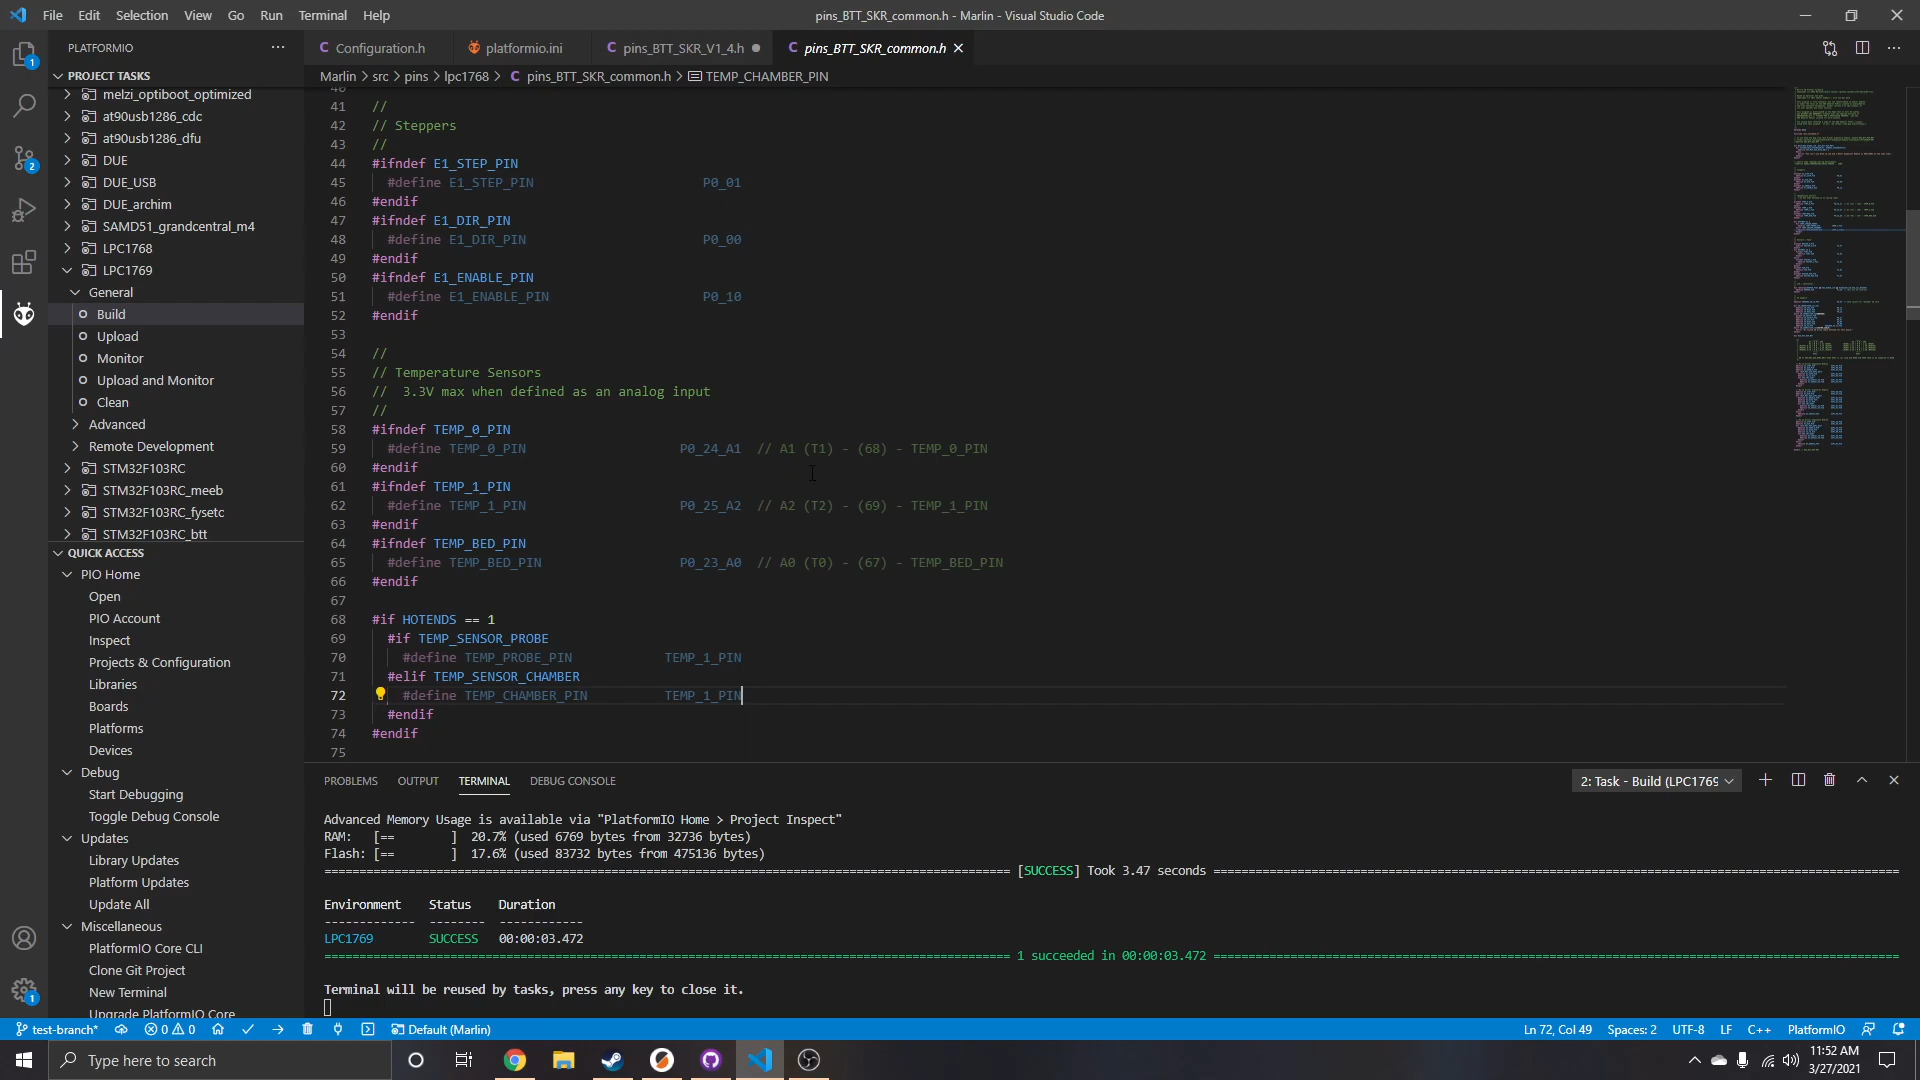 File Edit Selection View Go Run Terminal Help
pins_BTT_SKR_common.h - Marlin - Visual Studio Code
PLATFORMIO
PROJECT TASKS
melzi_optiboot_optimized
at90usb1286_cdc
at90usb1286_dfu
DUE
DUE_USB
DUE_archim
SAMD51_grandcentral_m4
LPC1768
LPC1769
General
Build
Upload
Monitor
Upload and Monitor
Clean
Advanced
Remote Development
STM32F103RC
STM32F103RC_meeb
STM32F103RC_fysetc
STM32F103RC_btt
QUICK ACCESS
PIO Home
Open
PIO Account
Inspect
Projects & Configuration
Libraries
Boards
Platforms
Devices
Debug
Start Debugging
Toggle Debug Console
Updates
Library Updates
Platform Updates
Update All
Miscellaneous
PlatformIO Core CLI
Clone Git Project
New Terminal
Upgrade PlatformIO Core
Configuration.h platformio.ini pins_BTT_SKR_V1_4.h pins_BTT_SKR_common.h
Marlin > src > pins > lpc1768 > pins_BTT_SKR_common.h > TEMP_CHAMBER_PIN
40
41 //
42 // Steppers
43 //
44 #ifndef E1_STEP_PIN
45 #define E1_STEP_PIN P0_01
46 #endif
47 #ifndef E1_DIR_PIN
48 #define E1_DIR_PIN P0_00
49 #endif
50 #ifndef E1_ENABLE_PIN
51 #define E1_ENABLE_PIN P0_10
52 #endif
53
54 //
55 // Temperature Sensors
56 // 3.3V max when defined as an analog input
57 //
58 #ifndef TEMP_0_PIN
59 #define TEMP_0_PIN P0_24_A1 // A1 (T1) - (68) - TEMP_0_PIN
60 #endif
61 #ifndef TEMP_1_PIN
62 #define TEMP_1_PIN P0_25_A2 // A2 (T2) - (69) - TEMP_1_PIN
63 #endif
64 #ifndef TEMP_BED_PIN
65 #define TEMP_BED_PIN P0_23_A0 // A0 (T0) - (67) - TEMP_BED_PIN
66 #endif
67
68 #if HOTENDS == 1
69 #if TEMP_SENSOR_PROBE
70 #define TEMP_PROBE_PIN TEMP_1_PIN
71 #elif TEMP_SENSOR_CHAMBER
72 #define TEMP_CHAMBER_PIN TEMP_1_PIN
73 #endif
74 #endif
75
PROBLEMS OUTPUT TERMINAL DEBUG CONSOLE
2: Task - Build (LPC1769
Advanced Memory Usage is available via "PlatformIO Home > Project Inspect"
RAM: [== ] 20.7% (used 6769 bytes from 32736 bytes)
Flash: [== ] 17.6% (used 83732 bytes from 475136 bytes)
[SUCCESS] Took 3.47 seconds
Environment Status Duration
LPC1769 SUCCESS 00:00:03.472
1 succeeded in 00:00:03.472
Terminal will be reused by tasks, press any key to close it.
test-branch* 0 0 Default (Marlin)
Ln 72, Col 49 Spaces: 2 UTF-8 LF C++ PlatformIO
Type here to search
11:52 AM
3/27/2021
1
2
1